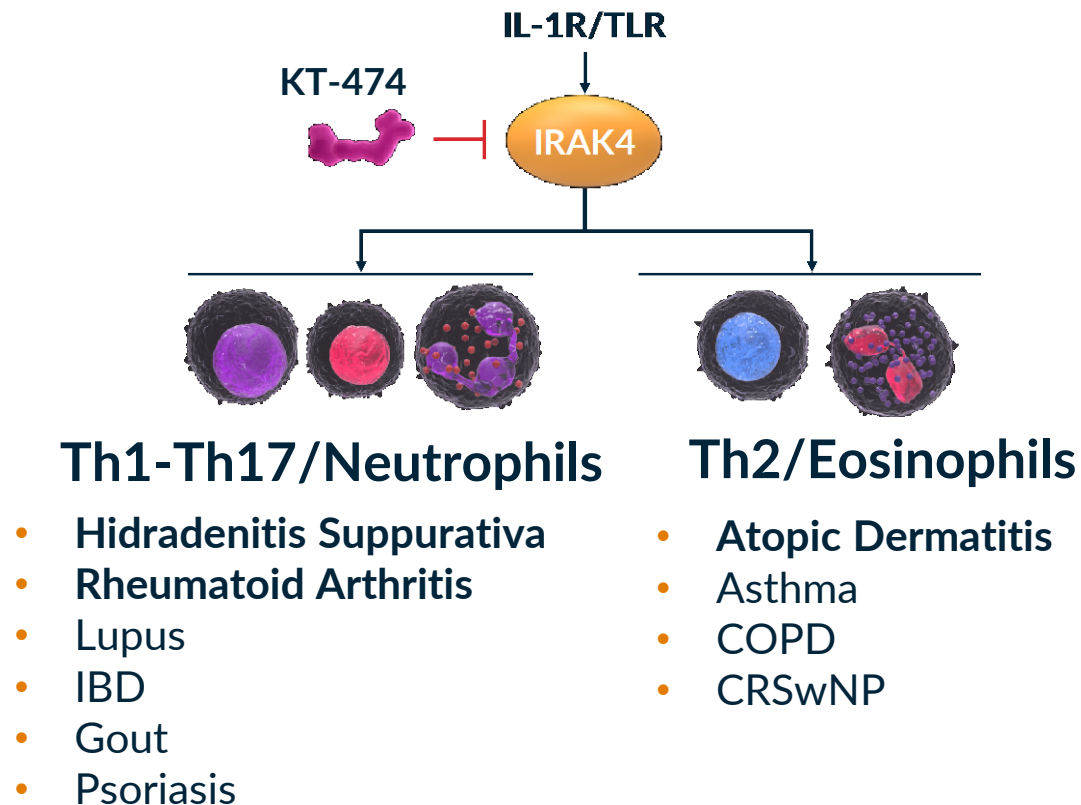 IL-1R/TLR
KT-474
IRAK4
Th1-Th17/Neutrophils
• Hidradenitis Suppurativa
• Rheumatoid Arthritis
• Lupus
• IBD
• Gout
• Psoriasis
Th2/Eosinophils
• Atopic Dermatitis
• Asthma
• COPD
• CRSwNP